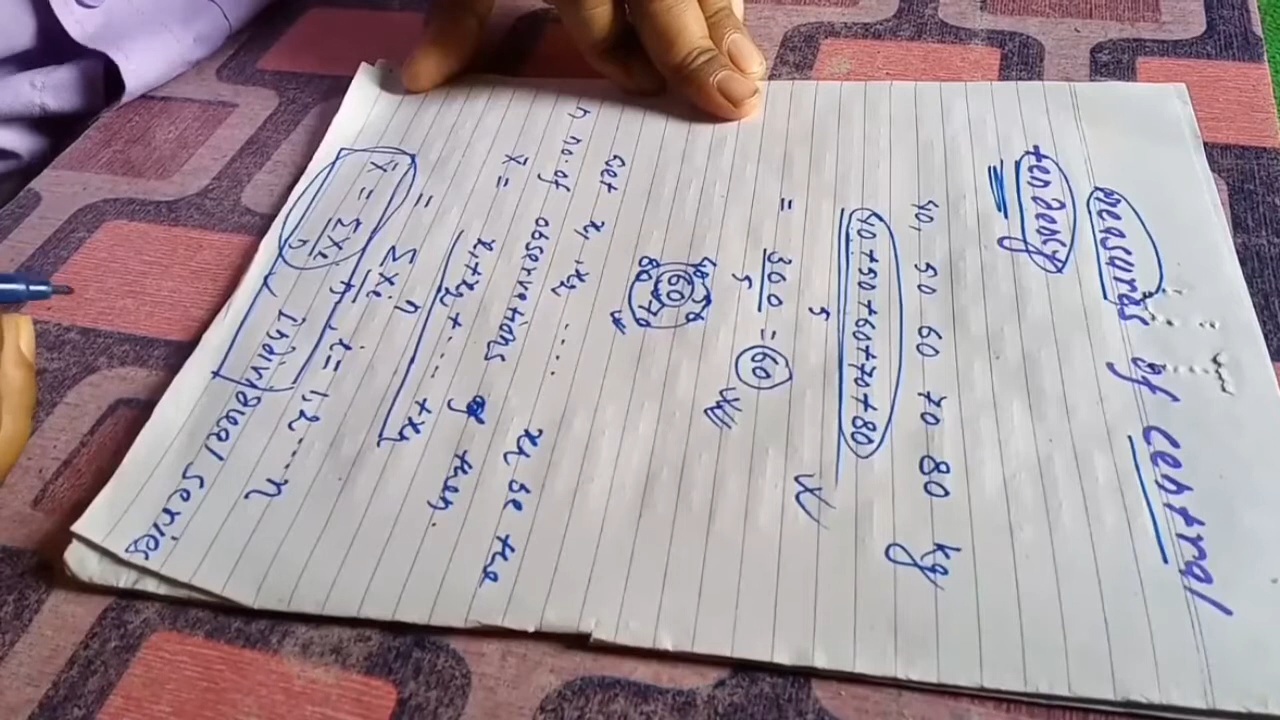 measures of central
tendensy
40, 50 60 70 80 kg
40+50+60+70+80
5
= 300
5
= 60
40 50
60
80 70
Let x1, x2 ..... xn be the
n no. of observations of then.
x̄ = x1+x2+.....+xn
n
= Σxi
n
, i=1,2....n
x̄ = Σxi
n
Individual series